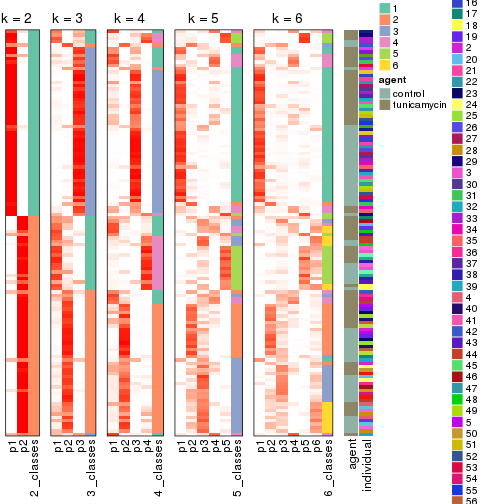 k = 2
k = 3
k = 4
k = 5
k = 6
1
2
3
4
5
6
agent
control
tunicamycin
p1
p2
2_classes
p1
p2
p3
3_classes
p1
p2
p3
p4
4_classes
p1
p2
p3
p4
p5
5_classes
p1
p2
p3
p4
p5
p6
6_classes
agent
individual
16
17
18
19
2
20
21
22
23
24
25
26
27
28
29
3
30
31
32
33
34
35
36
37
38
39
4
40
41
42
43
44
45
46
47
48
49
5
50
51
52
53
54
55
56